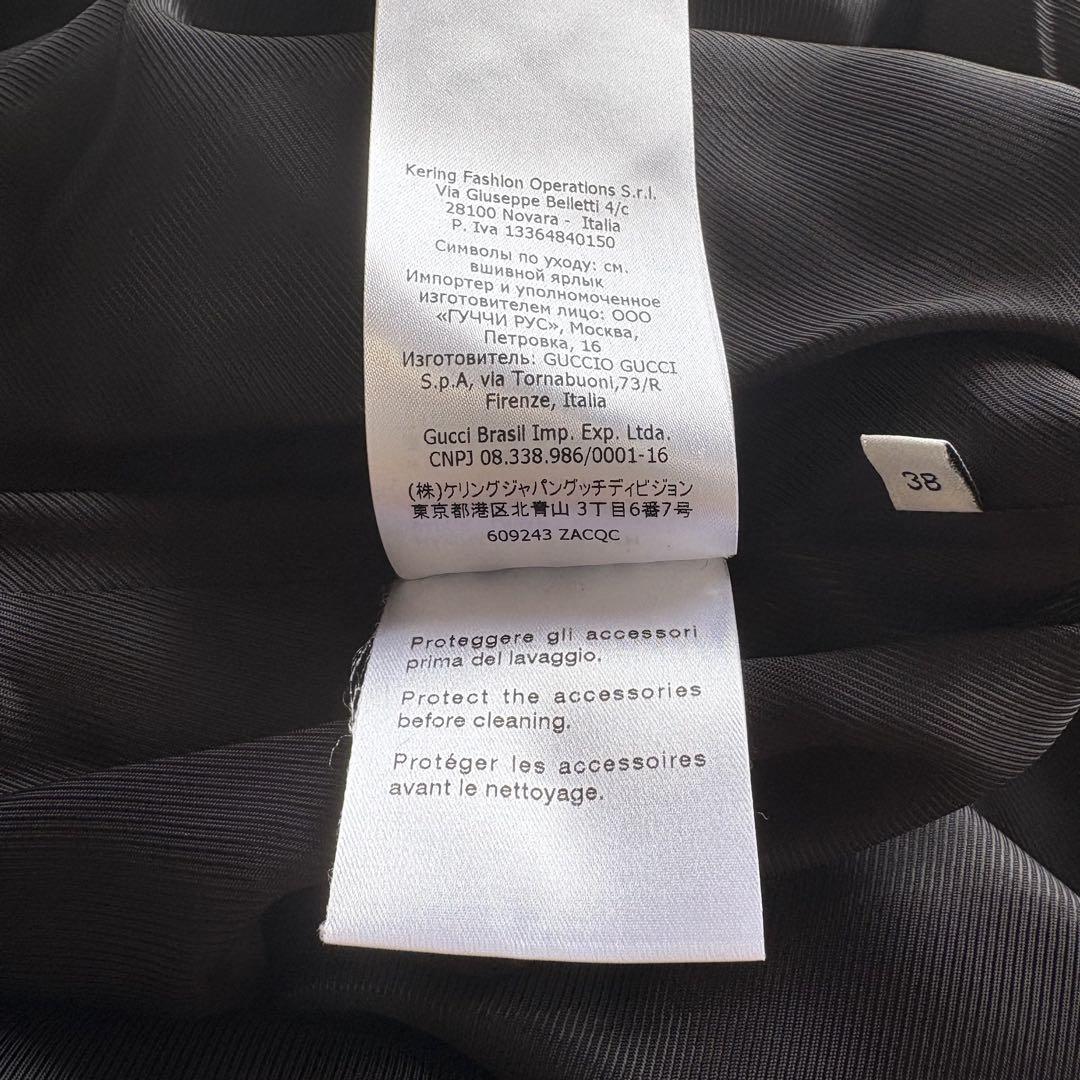 Kering Fashion Operations S.r.l.
Via Giuseppe Belletti 4/c
28100 Novara - Italia
P. Iva 13364840150
Символы по уходу: см.
вшивной ярлык
Импортер и уполномоченное
изготовителем лицо: ООО
«ГУЧЧИ РУС», Москва,
Петровка, 16
Изготовитель: GUCCIO GUCCI
S.p.A, via Tornabuoni,73/R
Firenze, Italia
Gucci Brasil Imp. Exp. Ltda.
CNPJ 08.338.986/0001-16
(株)ケリングジャパングッチディビジョン
東京都港区北青山 3丁目6番7号
609243 ZACQC
38
Proteggere gli accessori
prima del lavaggio.
Protect the accessories
before cleaning.
Protéger les accessoires
avant le nettoyage.